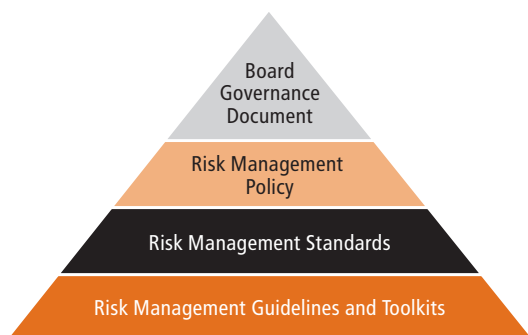 Board
Governance
Document
Risk Management
Policy
Risk Management Standards
Risk Management Guidelines and Toolkits